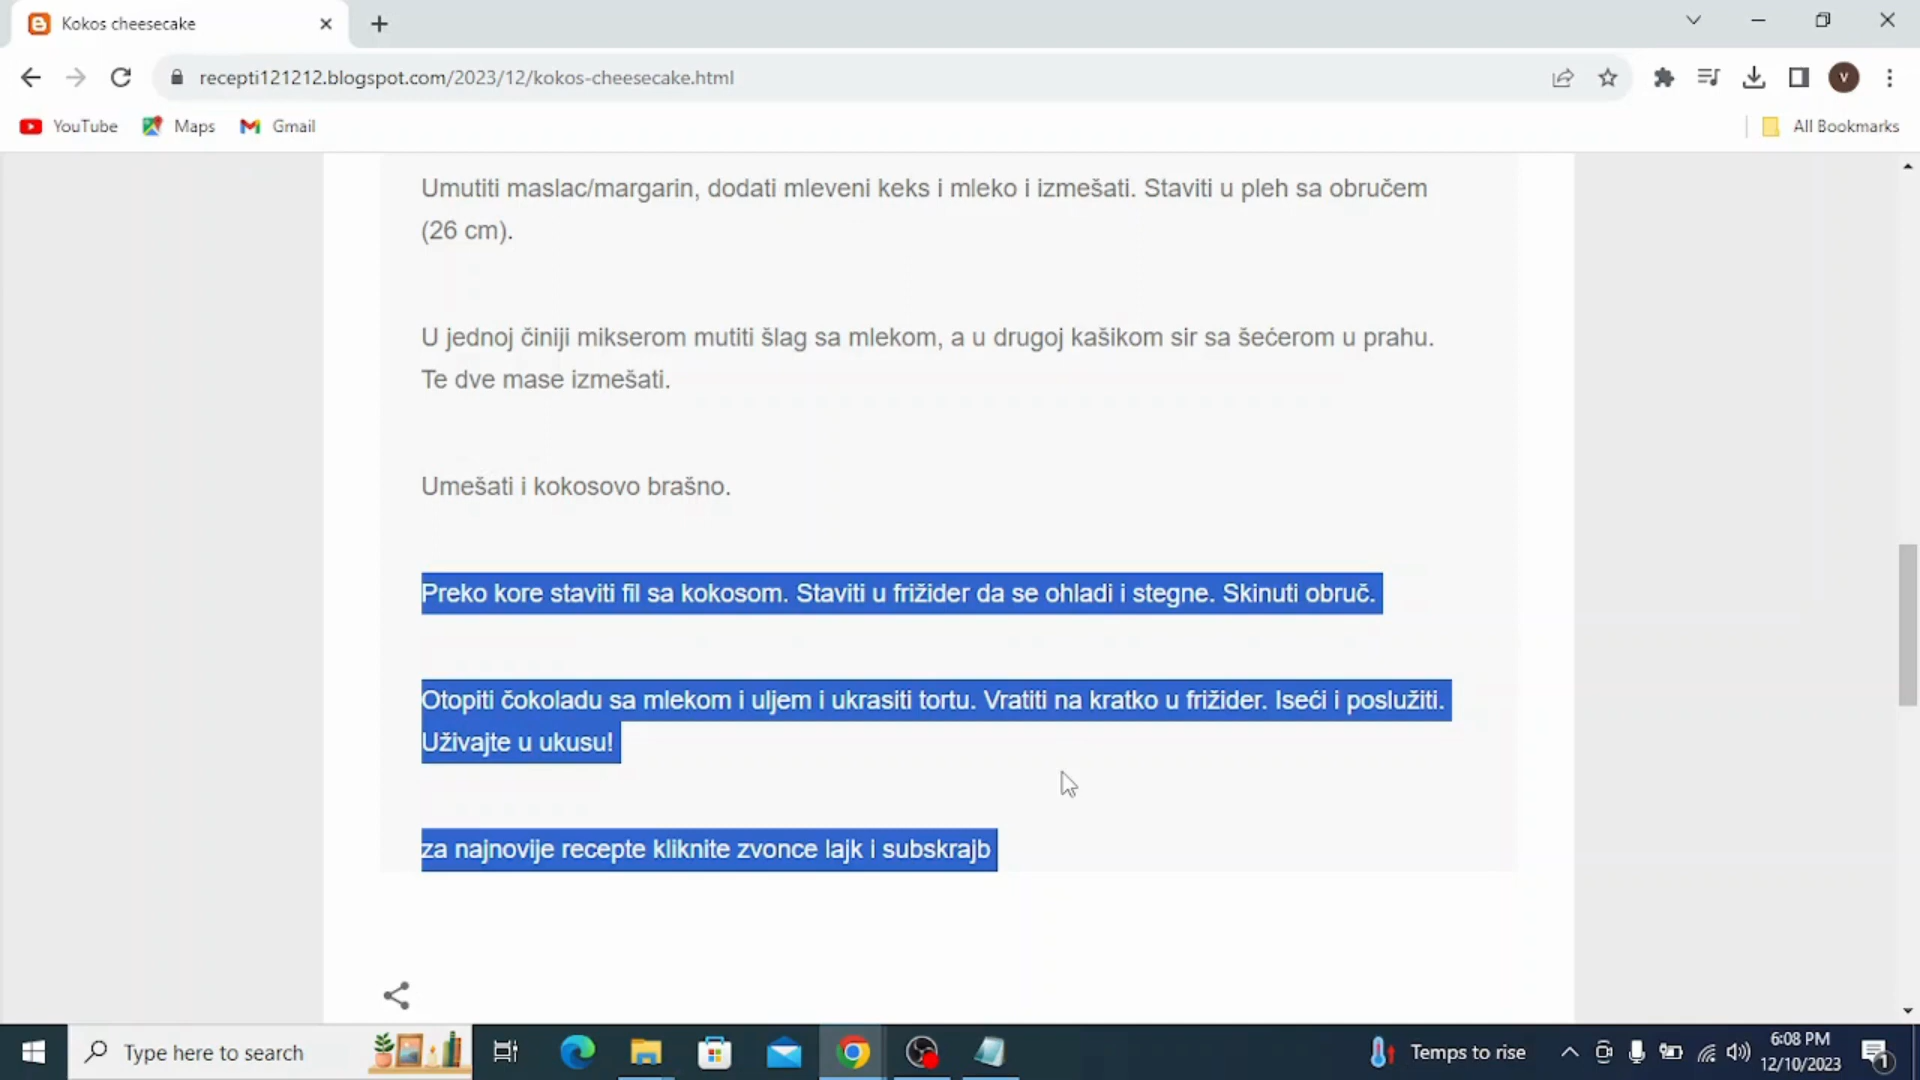 Kokos cheesecake
recepti121212.blogspot.com/2023/12/kokos-cheesecake.html
V
YouTube Maps Gmail All Bookmarks
Umutiti maslac/margarin, dodati mleveni keks i mleko i izmešati. Staviti u pleh sa obručem
(26 cm).
U jednoj činiji mikserom mutiti šlag sa mlekom, a u drugoj kašikom sir sa šećerom u prahu.
Te dve mase izmešati.
Umešati i kokosovo brašno.
Preko kore staviti fil sa kokosom. Staviti u frižider da se ohladi i stegne. Skinuti obruč.
Otopiti čokoladu sa mlekom i uljem i ukrasiti tortu. Vratiti na kratko u frižider. Iseći i poslužiti.
Uživajte u ukusu!
za najnovije recepte kliknite zvonce lajk i subskrajb
Type here to search
Temps to rise
6:08 PM
12/10/2023
1